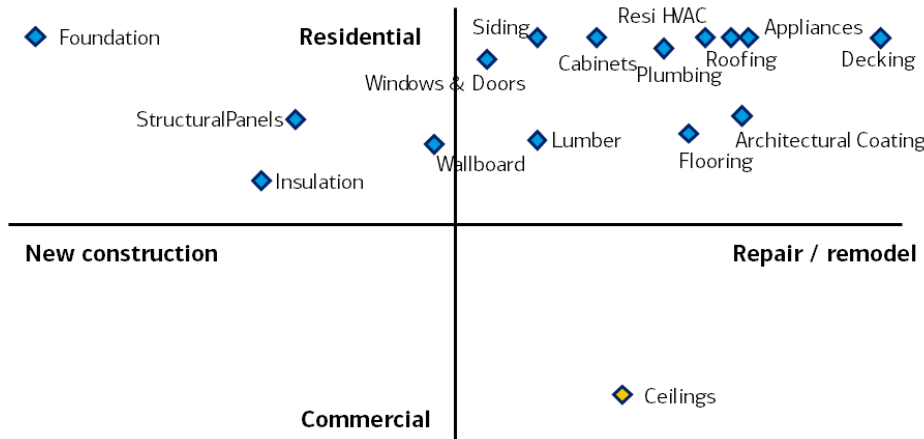 Resi HVAC
Siding
Appliances
Foundation
Residential
Cabinets
Roofing
Decking
Plumbing
Windows & Doors
StructuralPanels
Lumber
Architectural Coating
Wallboard
Flooring
Insulation
New construction
Repair / remodel
Ceilings
Commercial